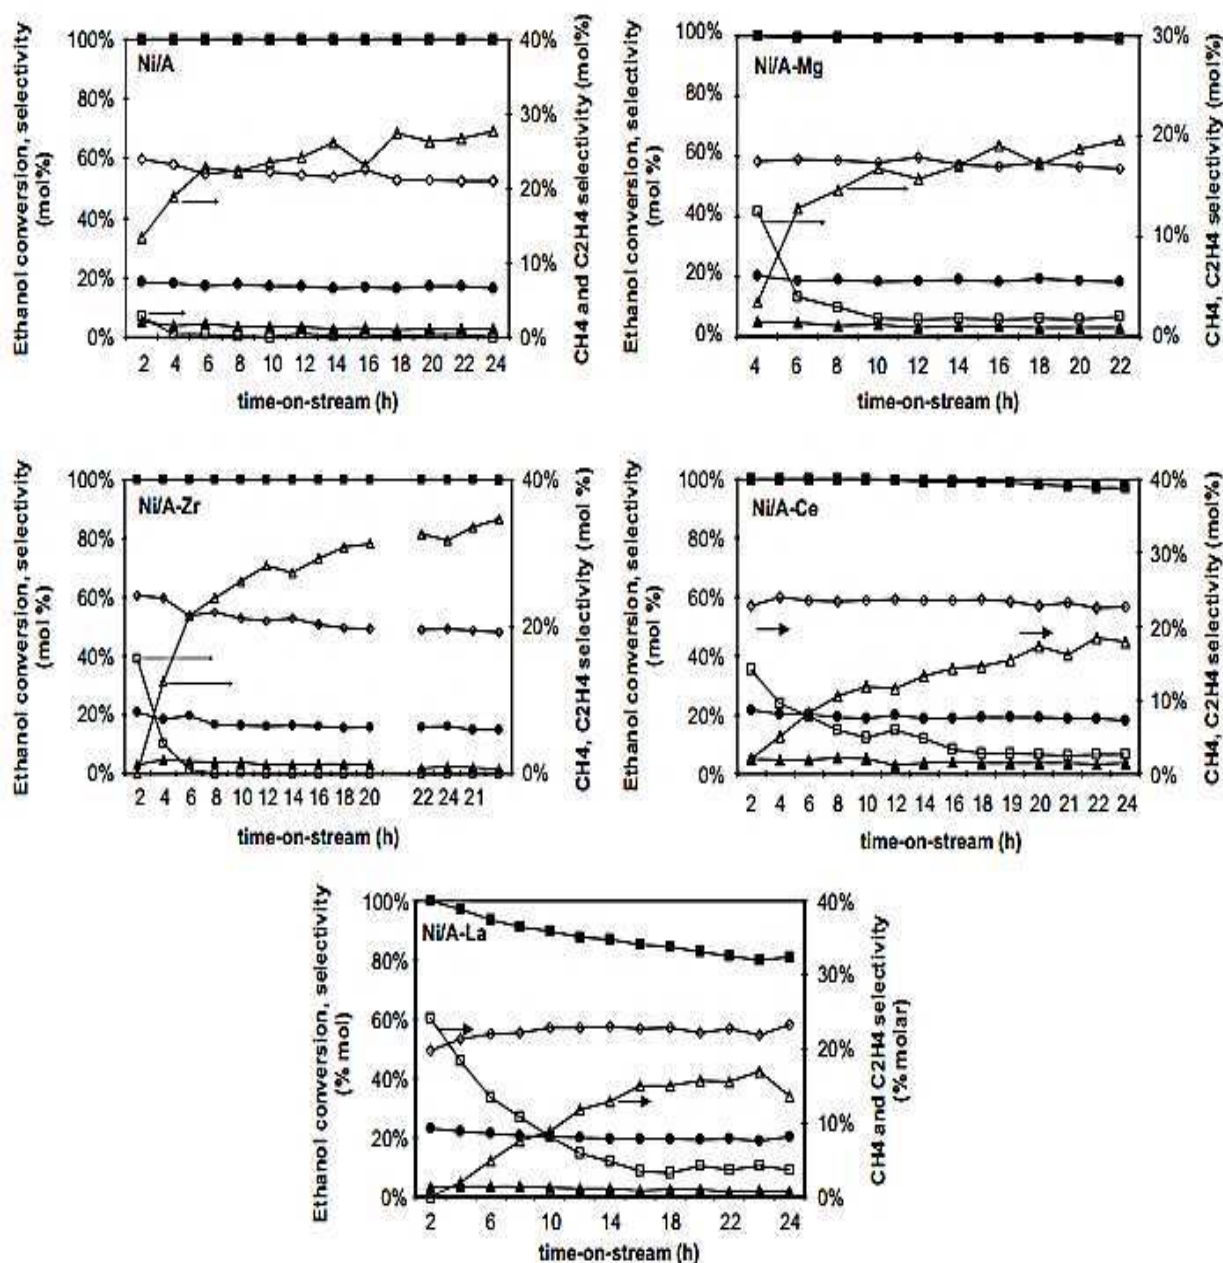 Ethanol conversion, selectivity
(mol%)
100%
80%
60%
40%
20%
0%
Ni/A
40%
30%
20%
10%
0%
CH4 and C2H4 selectivity (mol%)
2 4 6 8 10 12 14 16 18 20 22 24
time-on-stream (h)
Ethanol conversion, selectivity
(mol %)
100%
80%
60%
40%
20%
0%
Ni/A-Mg
30%
20%
10%
0%
CH4, C2H4 selectivity (mol%)
4 6 8 10 12 14 16 18 20 22
time-on-stream (h)
Ethanol conversion, selectivity
(mol %)
100%
80%
60%
40%
20%
0%
Ni/A-Zr
40%
20%
0%
CH4, C2H4 selectivity (mol %)
2 4 6 8 10 12 14 16 18 20 22 24 21
time-on-stream (h)
Ethanol conversion, selectivity
(mol %)
100%
80%
60%
40%
20%
0%
Ni/A-Ce
40%
30%
20%
10%
0%
CH4, C2H4 selectivity (mol%)
2 4 6 8 10 12 14 16 18 19 20 21 22 24
time-on-stream (h)
Ethanol conversion, selectivity
(% mol)
100%
80%
60%
40%
20%
0%
Ni/A-La
40%
30%
20%
10%
0%
CH4 and C2H4 selectivity
(% molar)
2 6 10 14 18 22 24
time-on-stream (h)